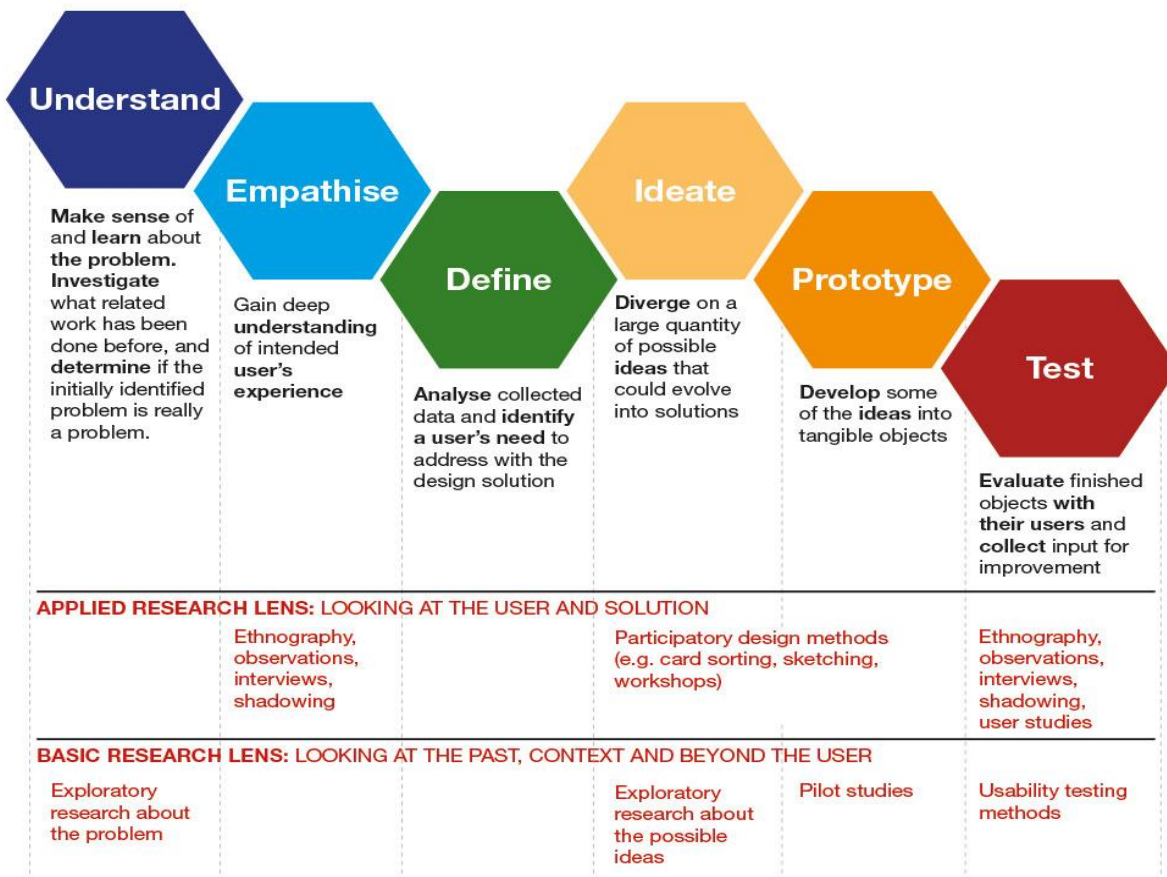 Understand
Make sense of
and learn about
the problem.
Investigate
what related
work has been
done before, and
determine if the
initially identified
problem is really
a problem.
Empathise
Gain deep
understanding
of intended
user's
experience
Define
Analyse collected
data and identify
a user's need to
address with the
design solution
Ideate
Diverge on a
large quantity
of possible
ideas that
could evolve
into solutions
Prototype
Develop some
of the ideas into
tangible objects
Test
Evaluate finished
objects with
their users and
collect input for
improvement
APPLIED RESEARCH LENS: LOOKING AT THE USER AND SOLUTION
Ethnography,
observations,
interviews,
shadowing
Participatory design methods
(e.g. card sorting, sketching,
workshops)
Ethnography,
observations,
interviews,
shadowing,
user studies
BASIC RESEARCH LENS: LOOKING AT THE PAST, CONTEXT AND BEYOND THE USER
Exploratory
research about
the problem
Exploratory
research about
the possible
ideas
Pilot studies
Usability testing
methods